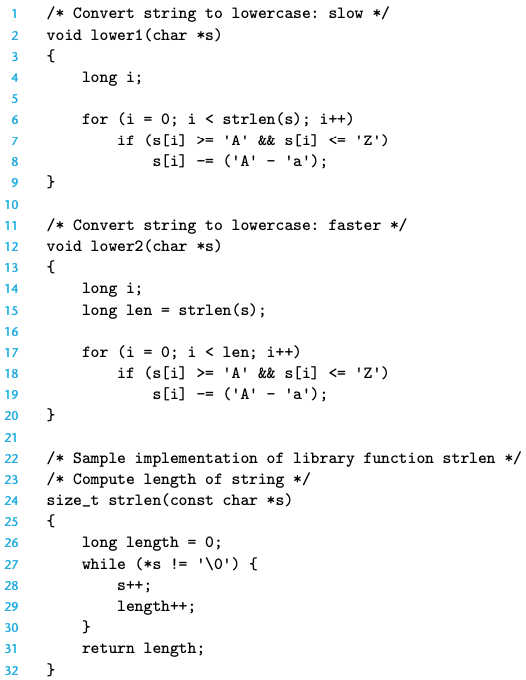 1 /* Convert string to lowercase: slow */
2 void lower1(char *s)
3 {
4     long i;
5
6     for (i = 0; i < strlen(s); i++)
7         if (s[i] >= 'A' && s[i] <= 'Z')
8             s[i] -= ('A' - 'a');
9 }
10
11 /* Convert string to lowercase: faster */
12 void lower2(char *s)
13 {
14     long i;
15     long len = strlen(s);
16
17     for (i = 0; i < len; i++)
18         if (s[i] >= 'A' && s[i] <= 'Z')
19             s[i] -= ('A' - 'a');
20 }
21
22 /* Sample implementation of library function strlen */
23 /* Compute length of string */
24 size_t strlen(const char *s)
25 {
26     long length = 0;
27     while (*s != '\0') {
28         s++;
29         length++;
30     }
31     return length;
32 }